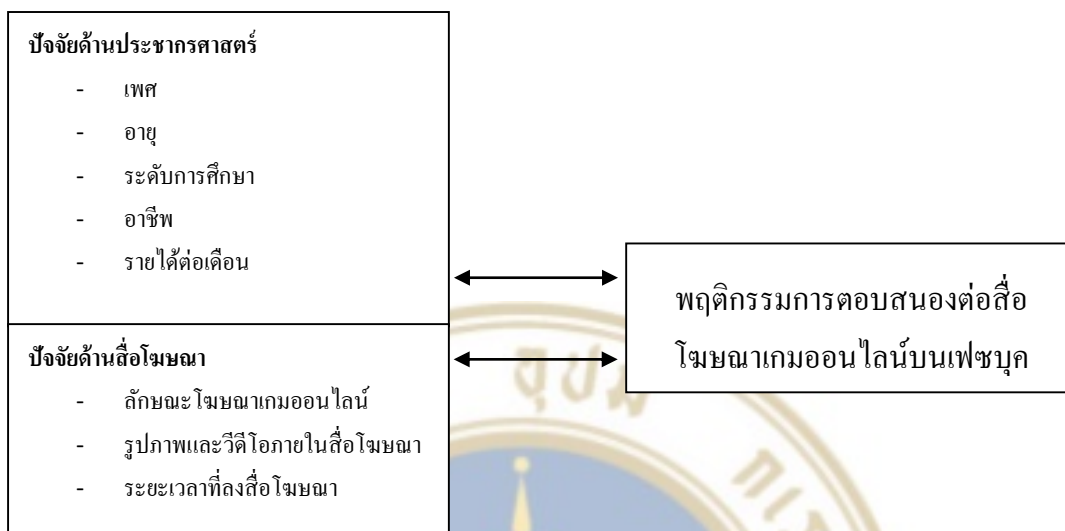 ปัจจัยด้านประชากรศาสตร์
- เพศ
- อายุ
- ระดับการศึกษา
- อาชีพ
- รายได้ต่อเดือน
พฤติกรรมการตอบสนองต่อสื่อ
โฆษณาเกมออนไลน์บนเฟซบุค
ปัจจัยด้านสื่อโฆษณา
- ลักษณะโฆษณาเกมออนไลน์
- รูปภาพและวีดีโอภายในสื่อโฆษณา
- ระยะเวลาที่ลงสื่อโฆษณา